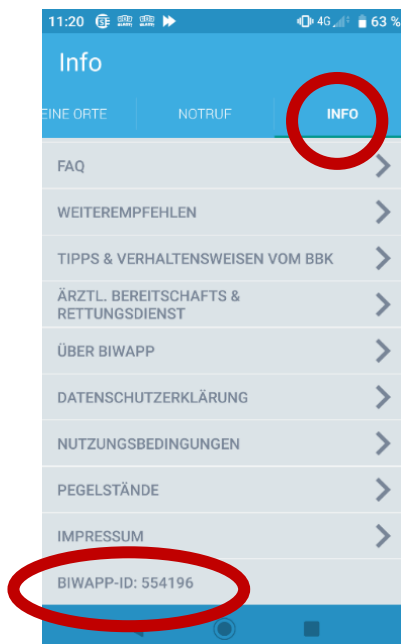 11:20 4G 63 %
Info
EINE ORTE NOTRUF INFO
FAQ
WEITEREMPFEHLEN
TIPPS & VERHALTENSWEISEN VOM BBK
ÄRZTL. BEREITSCHAFTS &
RETTUNGSDIENST
ÜBER BIWAPP
DATENSCHUTZERKLÄRUNG
NUTZUNGSBEDINGUNGEN
PEGELSTÄNDE
IMPRESSUM
BIWAPP-ID: 554196